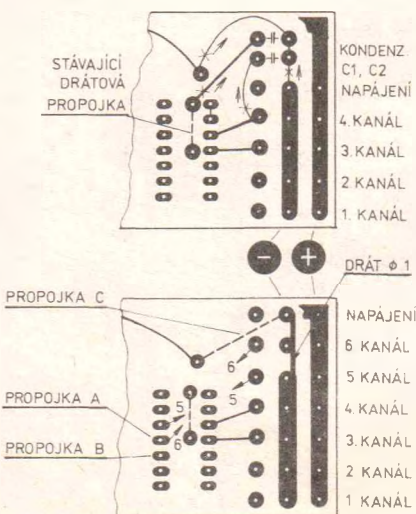 STÁVAJÍCÍ
DRÁTOVÁ
PROPOJKA
KONDENZ.
C1, C2
NAPÁJENÍ
4. KANÁL
3. KANÁL
2. KANÁL
1. KANÁL
− +
DRÁT ϕ 1
PROPOJKA C
PROPOJKA A
PROPOJKA B
6
5
5
6
NAPÁJENÍ
6 KANÁL
5 KANÁL
4 KANÁL
3. KANÁL
2 KANÁL
1 KANÁL